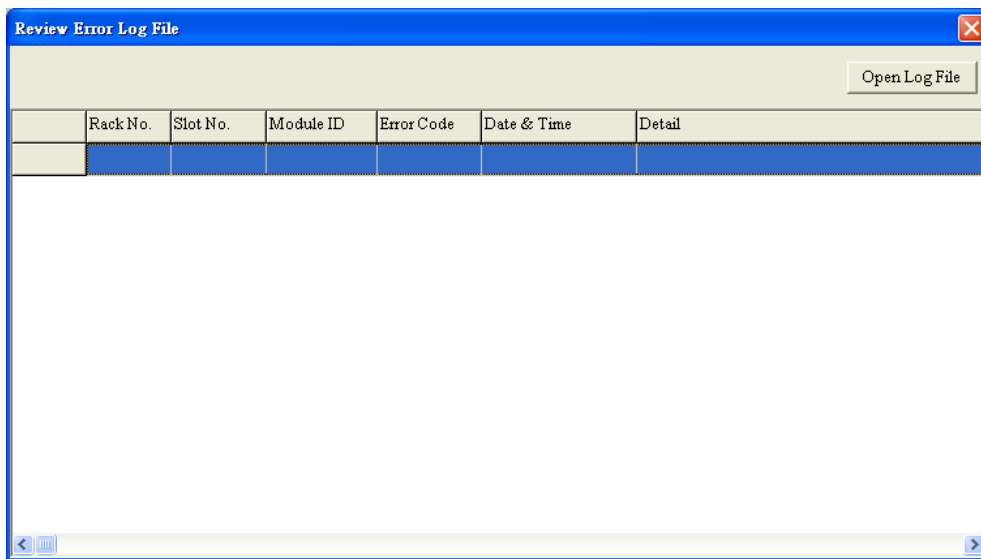 Review Error Log File
Open Log File
Rack No. Slot No. Module ID Error Code Date & Time Detail